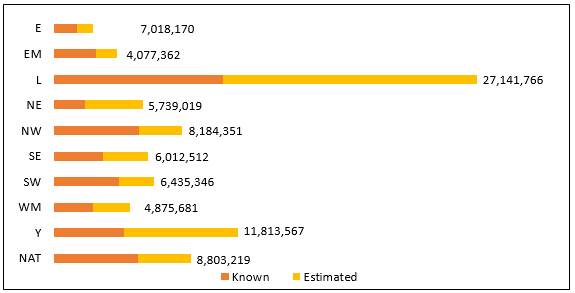 E 7,018,170
EM 4,077,362
L 27,141,766
NE 5,739,019
NW 8,184,351
SE 6,012,512
SW 6,435,346
WM 4,875,681
Y 11,813,567
NAT 8,803,219
Known Estimated